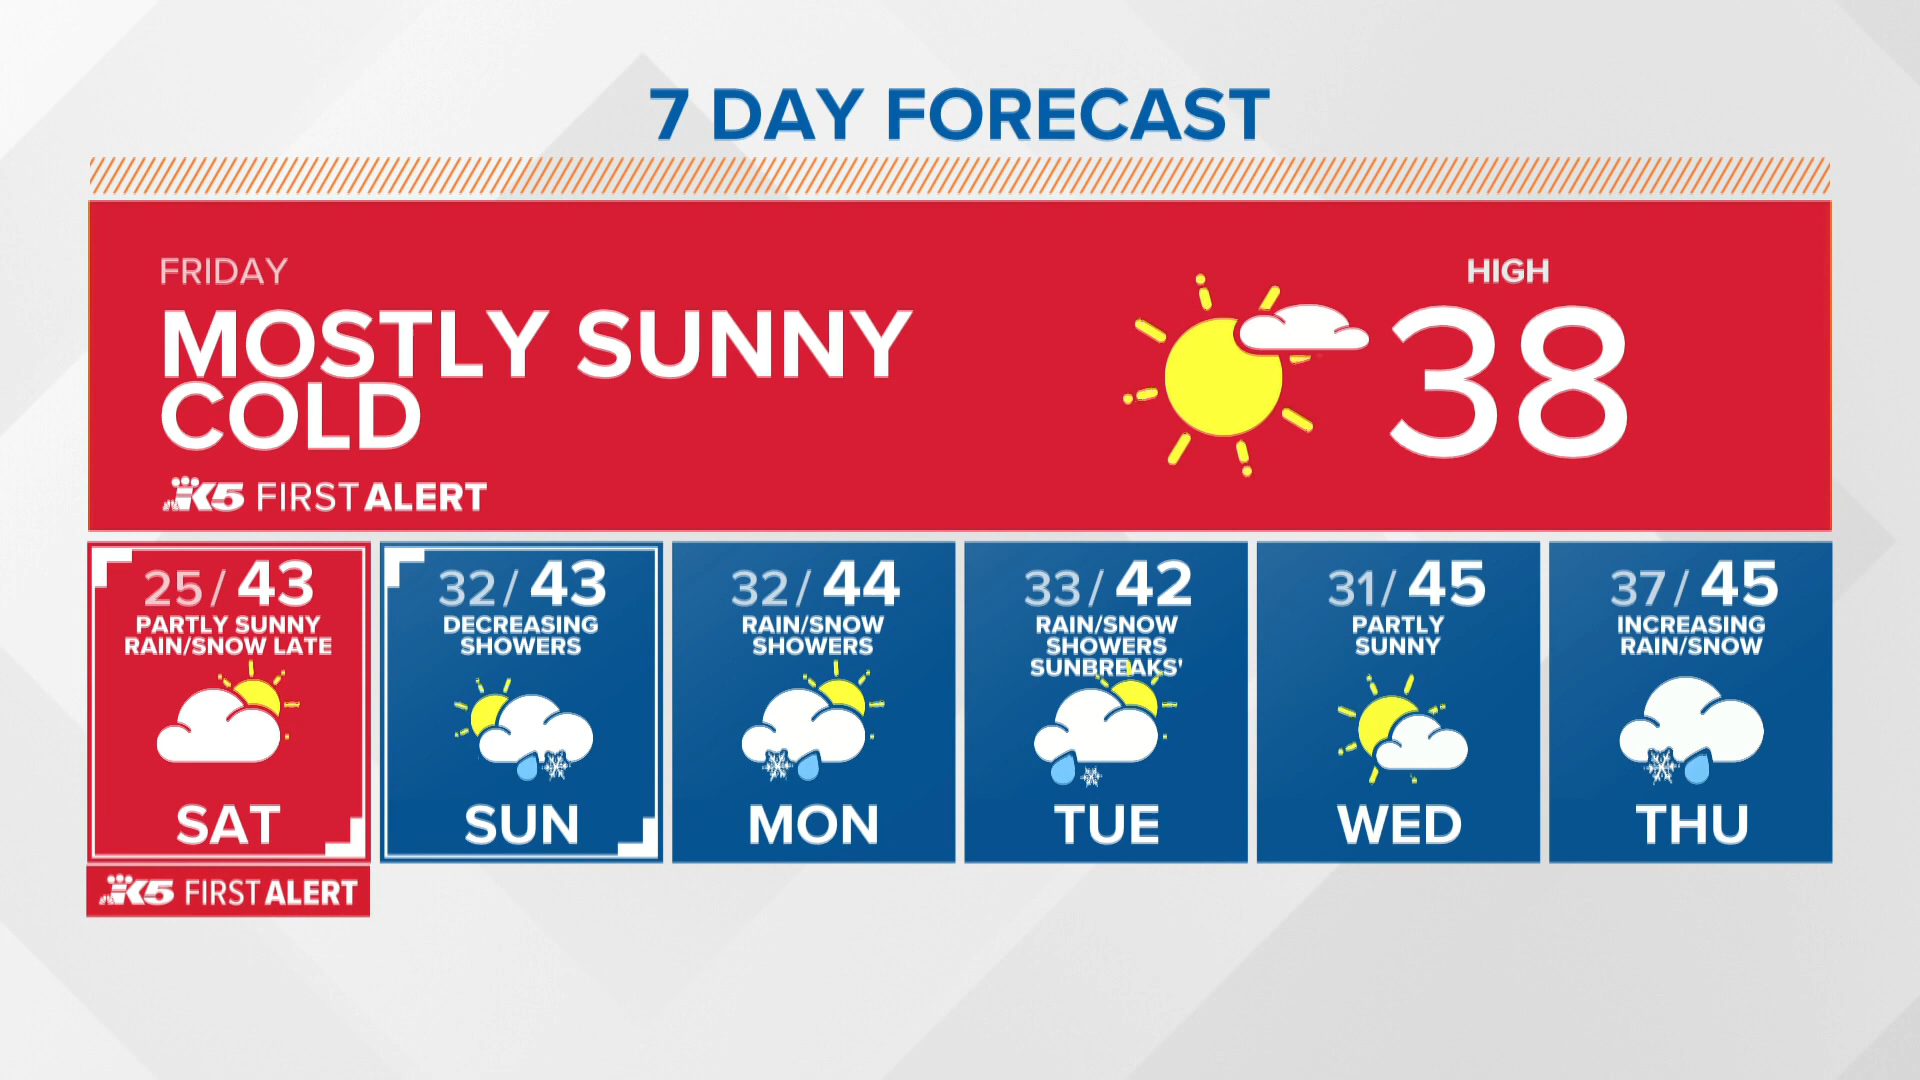 7 DAY FORECAST
FRIDAY
MOSTLY SUNNY
COLD
K5 FIRST ALERT
HIGH
38
25/43
PARTLY SUNNY
RAIN/SNOW LATE
SAT
K5 FIRST ALERT
32/43
DECREASING
SHOWERS
SUN
32/44
RAIN/SNOW
SHOWERS
MON
33/42
RAIN/SNOW
SHOWERS
SUNBREAKS'
TUE
31/45
PARTLY
SUNNY
WED
37/45
INCREASING
RAIN/SNOW
THU